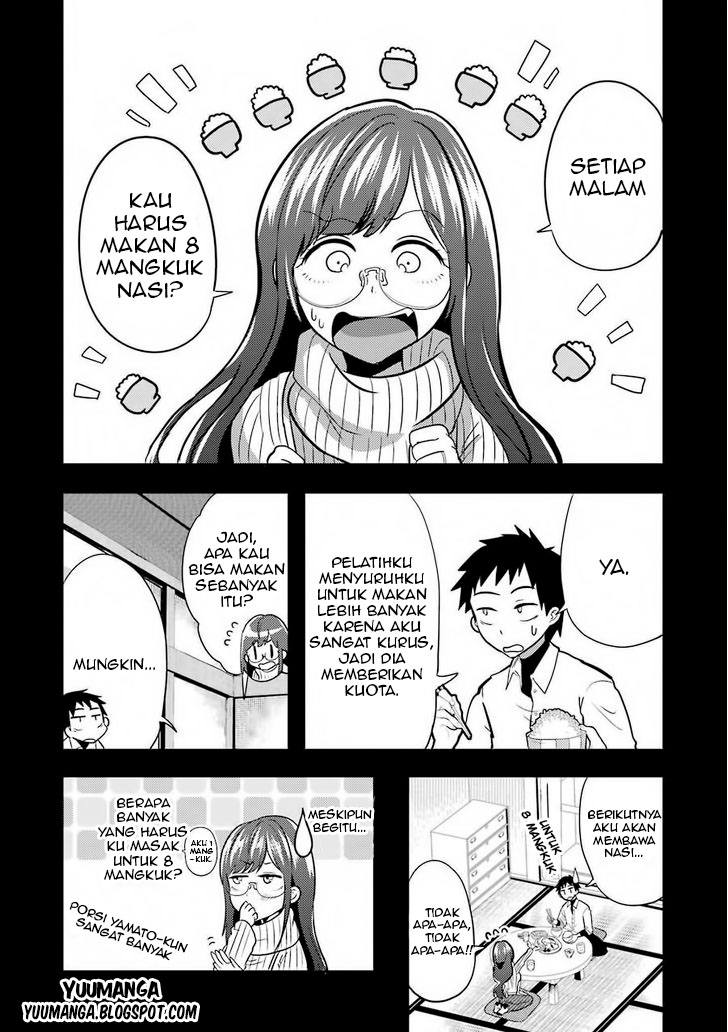 SETIAP
MALAM
KAU
HARUS
MAKAN 8
MANGKUK
NASI?
YA.
PELATIHKU
MENYURUHKU
UNTUK MAKAN
LEBIH BANYAK
KARENA AKU
SANGAT KURUS,
JADI DIA
MEMBERIKAN
KUOTA.
JADI,
APA KAU
BISA MAKAN
SEBANYAK
ITU?
MUNGKIN...
BERIKUTNYA
AKU AKAN
MEMBAWA
NASI...
UNTUK
8 MANGKUK
TIDAK
APA-APA,
TIDAK
APA-APA!!
MESKIPUN
BEGITU...
BERAPA
BANYAK
YANG HARUS
KU MASAK
UNTUK 8
MANGKUK?
AKU 1
MANG
-KUK.
PORSI YAMATO-KUN
SANGAT BANYAK
YUUMANGA
YUUMANGA.BLOGSPOT.COM